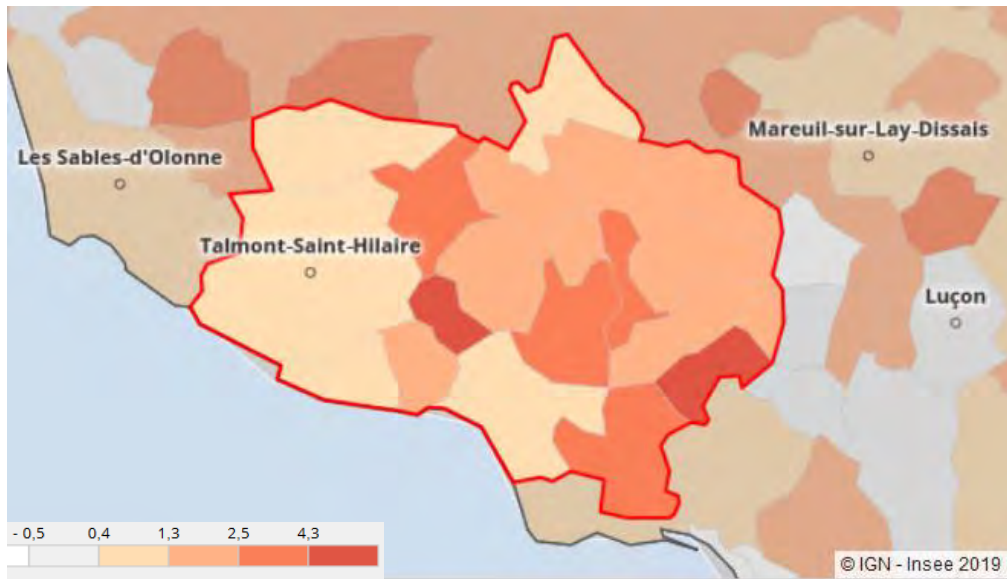 Mareuil-sur-Lay-Dissais
Les Sables-d'Olonne
Talmont-Saint-Hilaire
Luçon
- 0,5 0,4 1,3 2,5 4,3
© IGN - Insee 2019